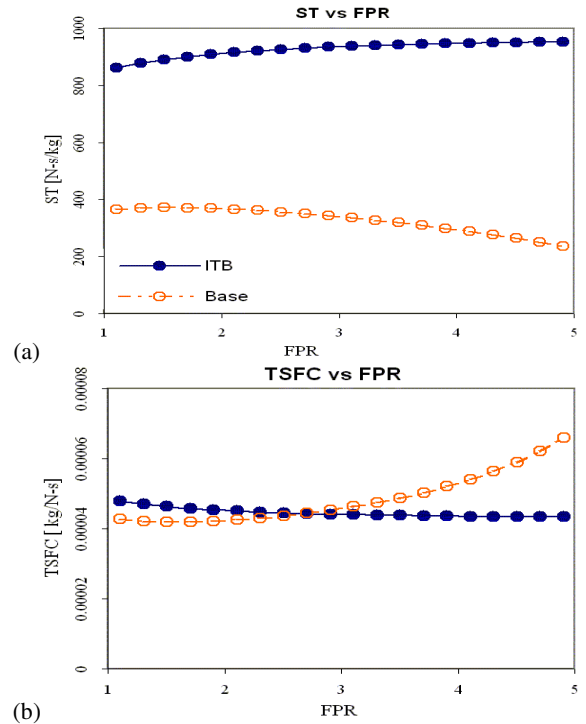 ST vs FPR
1000
800
600
400
200
0
ST [N-s/kg]
ITB
Base
1 2 3 4 5
FPR
(a)
TSFC vs FPR
0.00008
0.00006
0.00004
0.00002
0
TSFC [ kg/N-s]
1 2 3 4 5
FPR
(b)